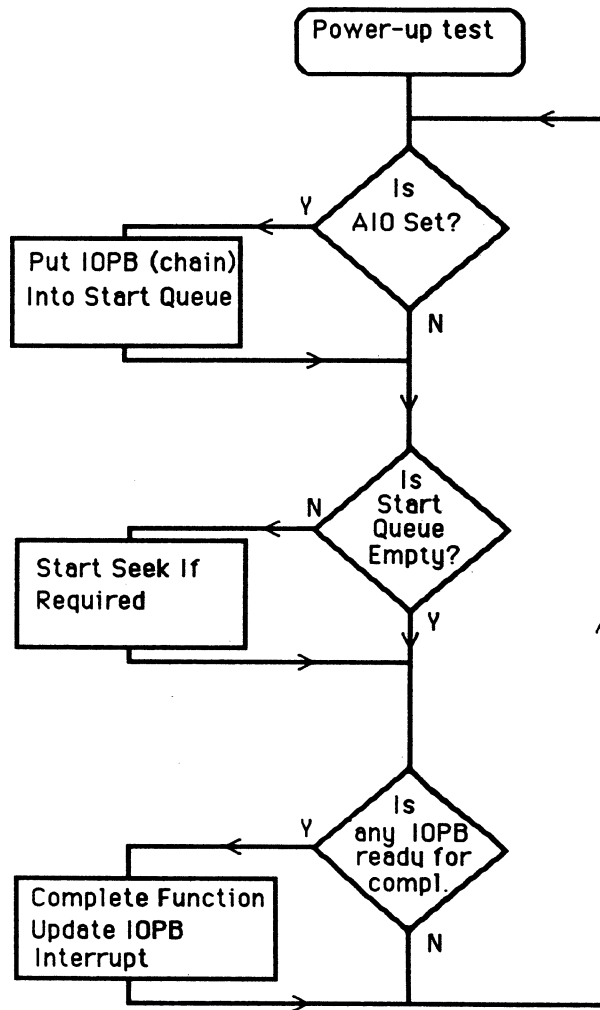 Power-up test
Is
AIO Set?
Y
Put IOPB (chain)
Into Start Queue
N
Is
Start
Queue
Empty?
N
Start Seek If
Required
Y
Is
any IOPB
ready for
compl.
Y
Complete Function
Update IOPB
Interrupt
N